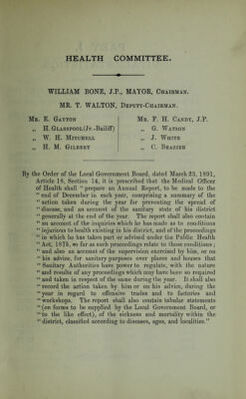 HEALTH COMMITTEE.
WILLIAM BONE, J.P., MAYOR, CHAIRMAN.
MR. T. WALTON, DEPUTY-CHAIRMAN.
MR. E. GAYTON
„ H. GLASSPOOL (Jr.-Bailiff)
„ W. H. MITCHELL
„ H. M. GILBERT
MR. F. H. CANDY, J.P.
„ G. WATSON
„ J. WHITE
„ C. BRAZIER
By the Order of the Local Government Board, dated March 23, 1891,
Article 18, Section 14, it is prescribed that the Medical Officer
of Health shall " prepare an Annual Report, to be made to the
" end of December in each year, comprising a summary of the
" action taken during the year for preventing the spread of
" disease, and an account of the sanitary state of his district
" generally at the end of the year. The report shall also contain
" an account of the inquiries which he has made as to conditions
" injurious to health existing in his district, and of the proceedings
" in which he has taken part or advised under the Public Health
" Act, 1875, so far as such proceedings relate to those conditions ;
" and also an account of the supervision exercised by him, or on
" his advice, for sanitary purposes over places and houses that
" Sanitary Authorities have power to regulate, with the nature
" and results of any proceedings which may have been so required
" and taken in respect of the same during the year. It shall also
" record the action taken by him or on his advice, during the
" year in regard to offensive trades and to factories and
" workshops. The report shall also contain tabular statements
" (on forms to be supplied by the Local Government Board, or
" to the like effect), of the sickness and mortality within the
" district, classified according to diseases, ages, and localities."